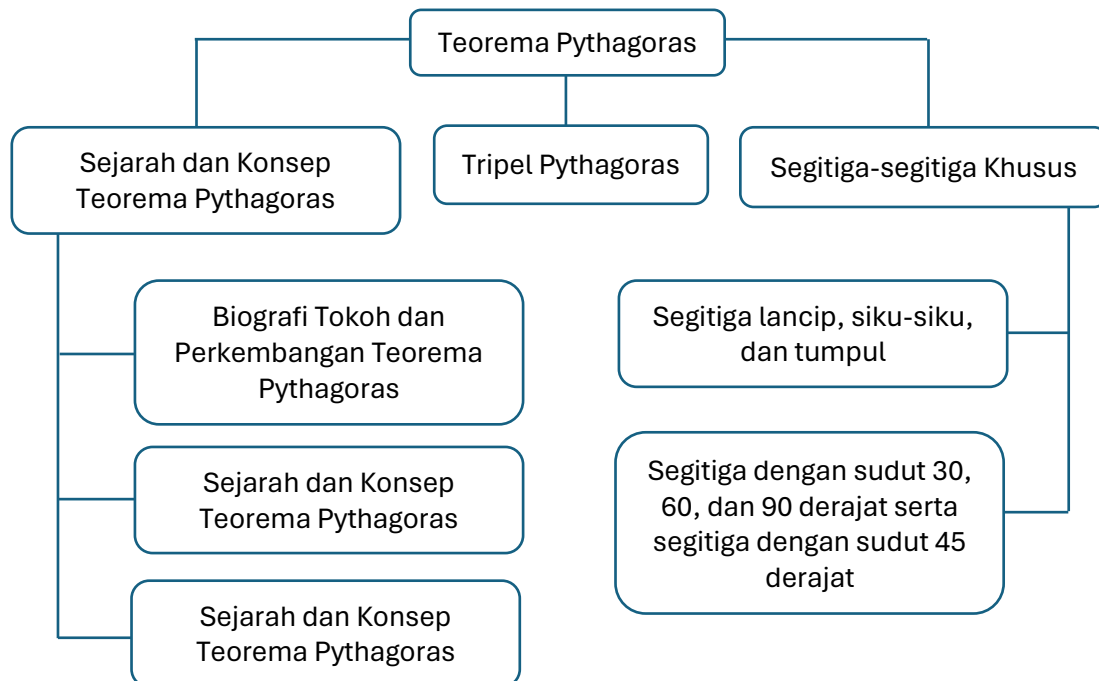 Teorema Pythagoras
Sejarah dan Konsep
Teorema Pythagoras
Tripel Pythagoras
Segitiga-segitiga Khusus
Biografi Tokoh dan
Perkembangan Teorema
Pythagoras
Sejarah dan Konsep
Teorema Pythagoras
Sejarah dan Konsep
Teorema Pythagoras
Segitiga lancip, siku-siku,
dan tumpul
Segitiga dengan sudut 30,
60, dan 90 derajat serta
segitiga dengan sudut 45
derajat